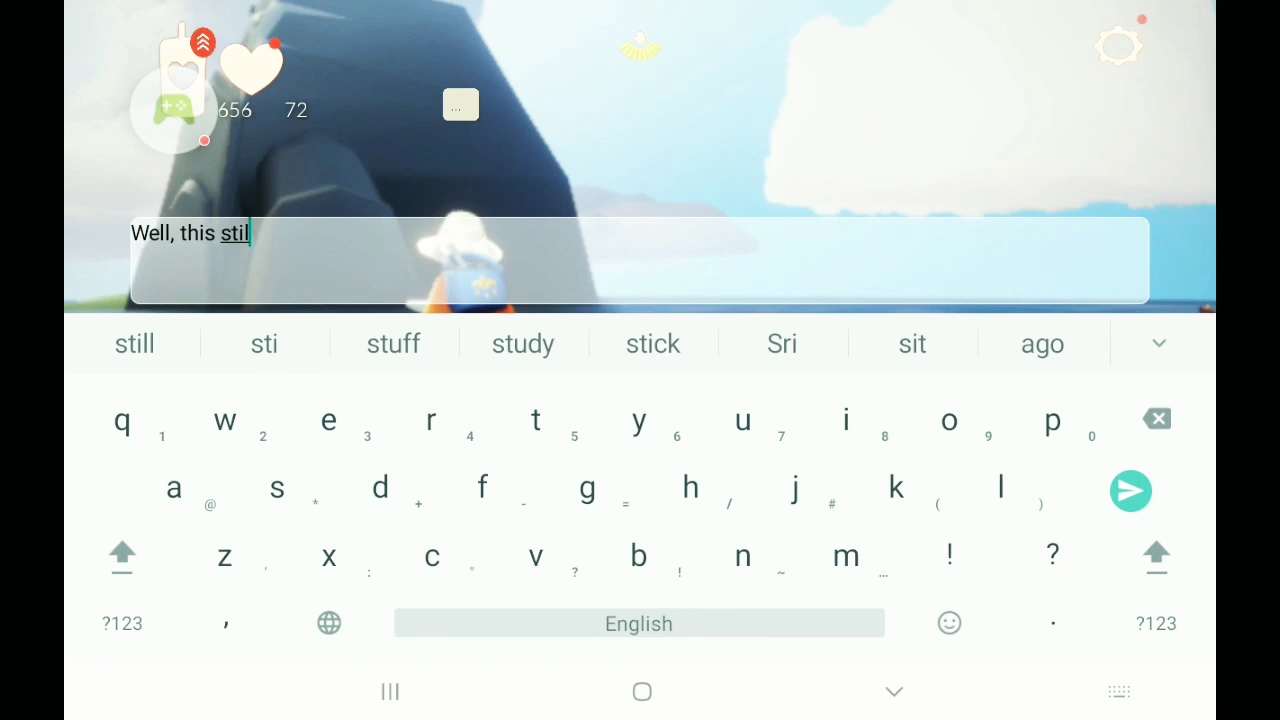 656 72
...
Well, this stil
still sti stuff study stick Sri sit ago
q 1 w 2 e 3 r 4 t 5 y 6 u 7 i 8 o 9 p 0
a @ s * d + f - g = h / j # k ( l )
z ' x : c " v ? b ! n ~ m … ! ?
?123 , English . ?123